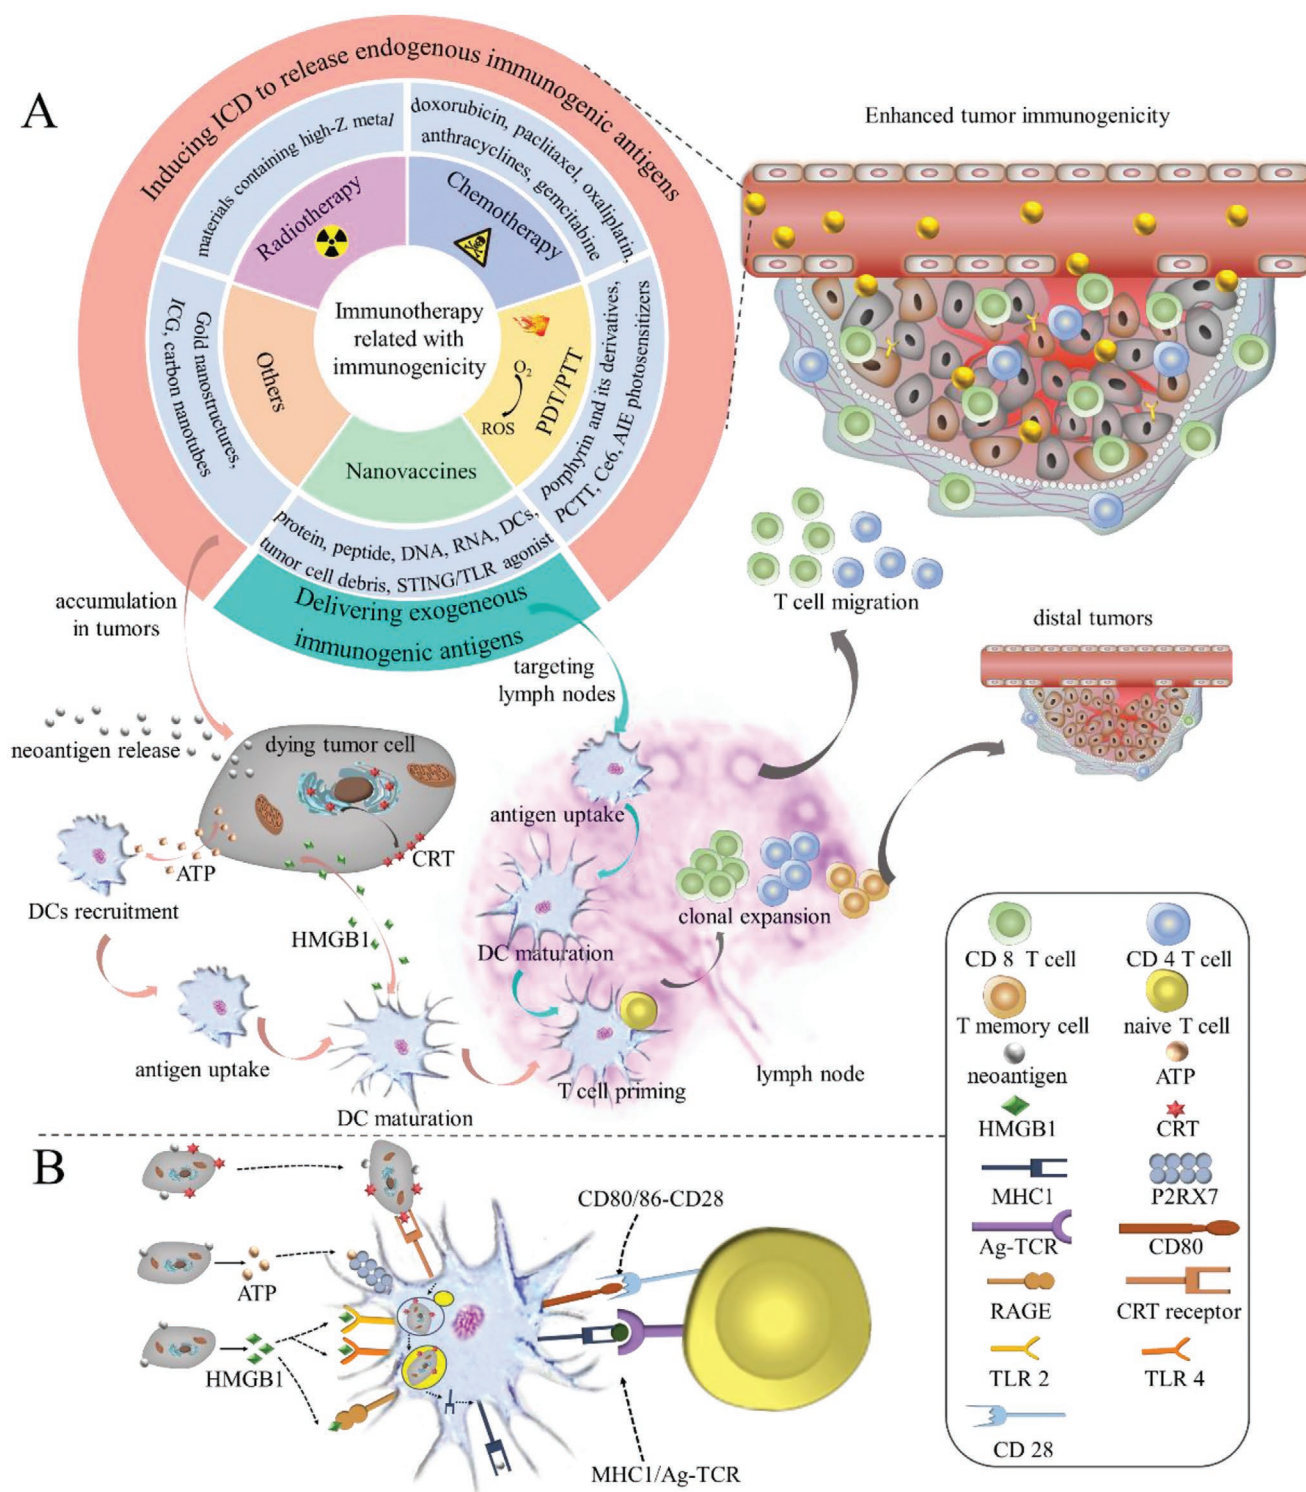 A
Inducing ICD to release endogenous immunogenic antigens
materials containing high-Z metal
doxorubicin, paclitaxel, oxaliplatin,
anthracyclines, gemcitabine
Radiotherapy
Chemotherapy
Immunotherapy
related with
immunogenicity
Gold nanostructures,
ICG, carbon nanotubes
Others
O2
ROS
PDT/PTT
porphyrin and its derivatives,
PCTT, Ce6, AIE photosensitizers
Nanovaccines
protein, peptide, DNA, RNA, DCs,
tumor cell debris, STING/TLR agonist
Delivering exogeneous
immunogenic antigens
Enhanced tumor immunogenicity
T cell migration
distal tumors
accumulation
in tumors
targeting
lymph nodes
neoantigen release
dying tumor cell
antigen uptake
ATP
CRT
DCs recruitment
HMGB1
clonal expansion
DC maturation
antigen uptake
DC maturation
T cell priming
lymph node
CD 8 T cell
CD 4 T cell
T memory cell
naive T cell
neoantigen
ATP
HMGB1
CRT
MHC1
P2RX7
Ag-TCR
CD80
RAGE
CRT receptor
TLR 2
TLR 4
CD 28
B
CD80/86-CD28
ATP
HMGB1
MHC1/Ag-TCR